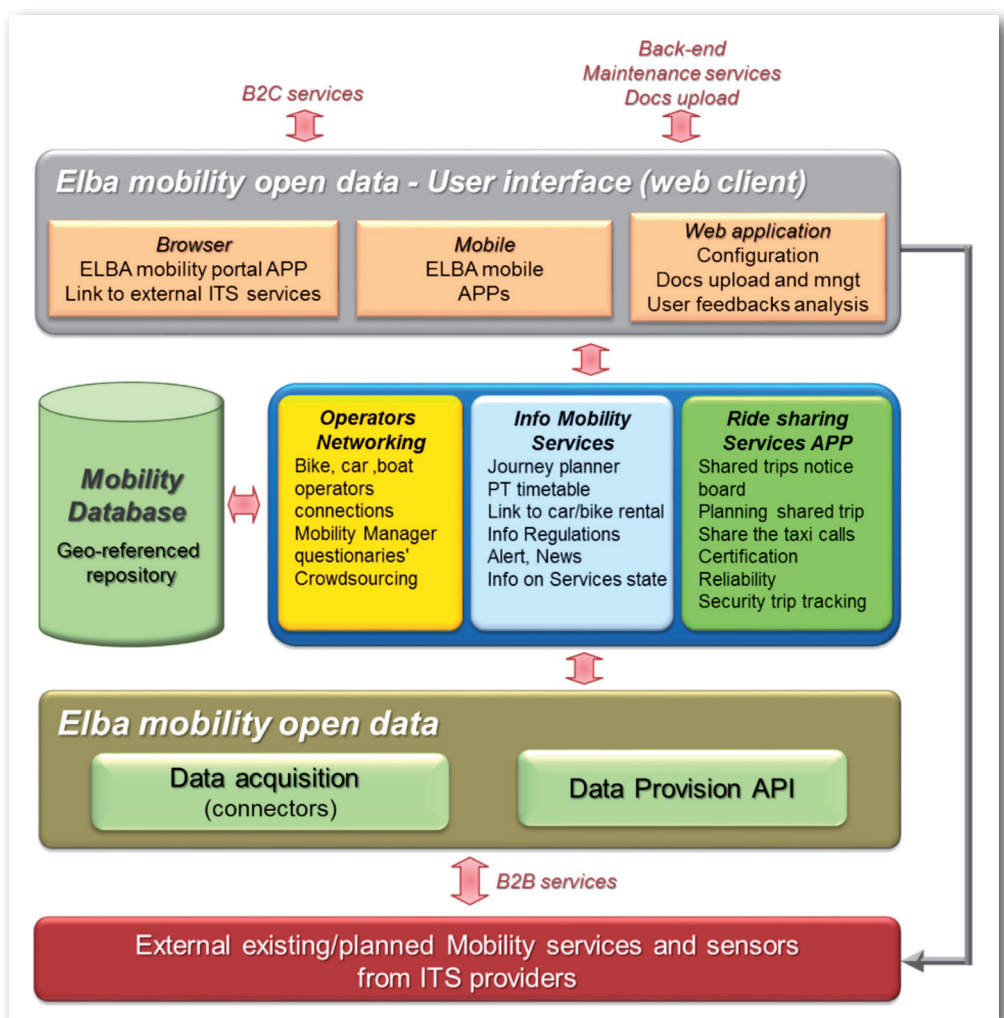 B2C services
Back-end
Maintenance services
Docs upload
Elba mobility open data - User interface (web client)
Browser
ELBA mobility portal APP
Link to external ITS services
Mobile
ELBA mobile
APPs
Web application
Configuration
Docs upload and mngt
User feedbacks analysis
Mobility
Database
Geo-referenced
repository
Operators
Networking
Bike, car ,boat
operators
connections
Mobility Manager
questionaries'
Crowdsourcing
Info Mobility
Services
Journey planner
PT timetable
Link to car/bike rental
Info Regulations
Alert, News
Info on Services state
Ride sharing
Services APP
Shared trips notice
board
Planning shared trip
Share the taxi calls
Certification
Reliability
Security trip tracking
Elba mobility open data
Data acquisition
(connectors)
Data Provision API
B2B services
External existing/planned Mobility services and sensors
from ITS providers